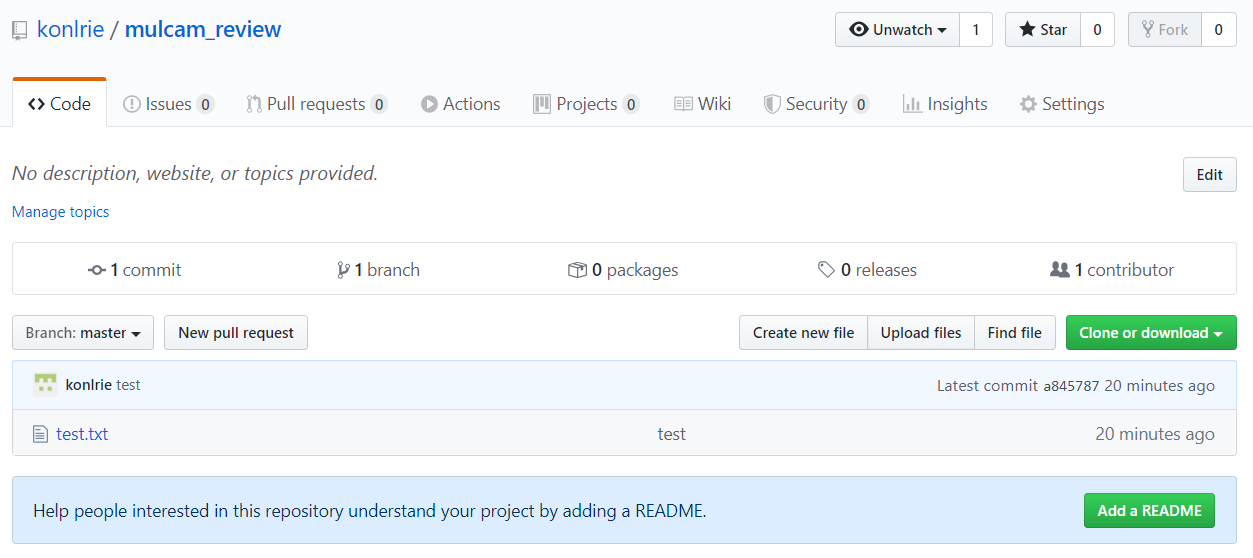 konlrie / mulcam_review Unwatch 1 Star 0 Fork 0
Code Issues 0 Pull requests 0 Actions Projects 0 Wiki Security 0 Insights Settings
No description, website, or topics provided. Edit
Manage topics
1 commit 1 branch 0 packages 0 releases 1 contributor
Branch: master New pull request Create new file Upload files Find file Clone or download
konlrie test Latest commit a845787 20 minutes ago
test.txt test 20 minutes ago
Help people interested in this repository understand your project by adding a README. Add a README